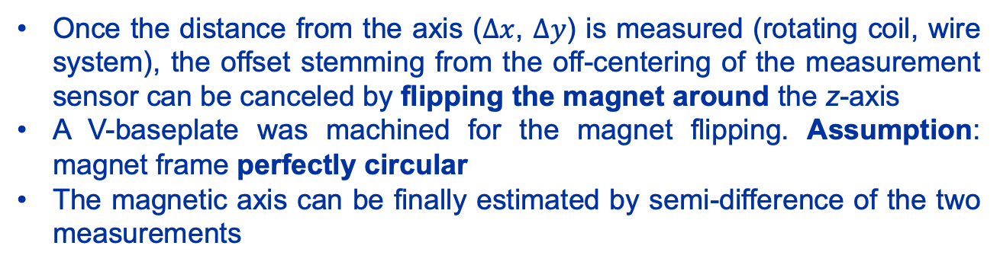 • Once the distance from the axis (Δx, Δy) is measured (rotating coil, wire
system), the offset stemming from the off-centering of the measurement
sensor can be canceled by flipping the magnet around the z-axis
• A V-baseplate was machined for the magnet flipping. Assumption:
magnet frame perfectly circular
• The magnetic axis can be finally estimated by semi-difference of the two
measurements